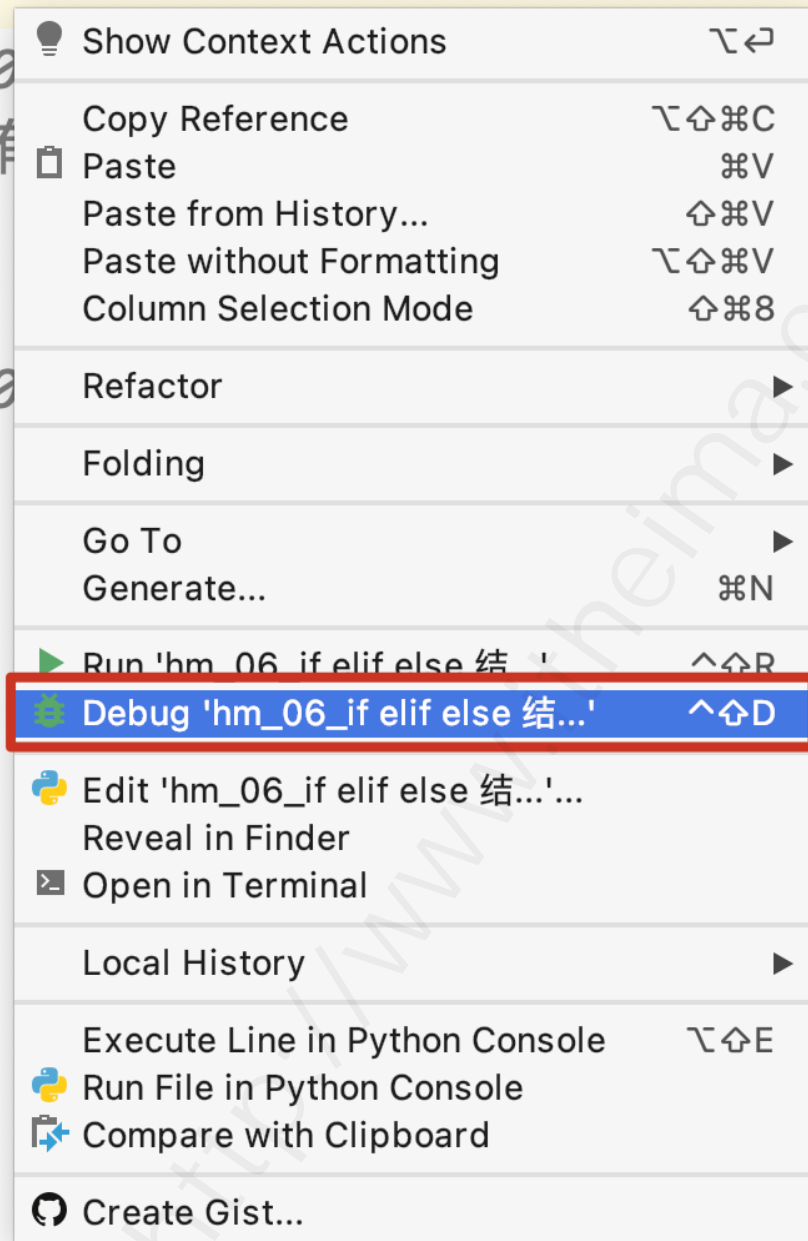 Show Context Actions ⌥⏎
Copy Reference ⌥⇧⌘C
Paste ⌘V
Paste from History... ⇧⌘V
Paste without Formatting ⌥⇧⌘V
Column Selection Mode ⇧⌘8
Refactor
Folding
Go To
Generate... ⌘N
Run 'hm_06_if elif else 结...' ^⇧R
Debug 'hm_06_if elif else 结...' ^⇧D
Edit 'hm_06_if elif else 结...'...
Reveal in Finder
Open in Terminal
Local History
Execute Line in Python Console ⌥⇧E
Run File in Python Console
Compare with Clipboard
Create Gist...
http://www.itheima.